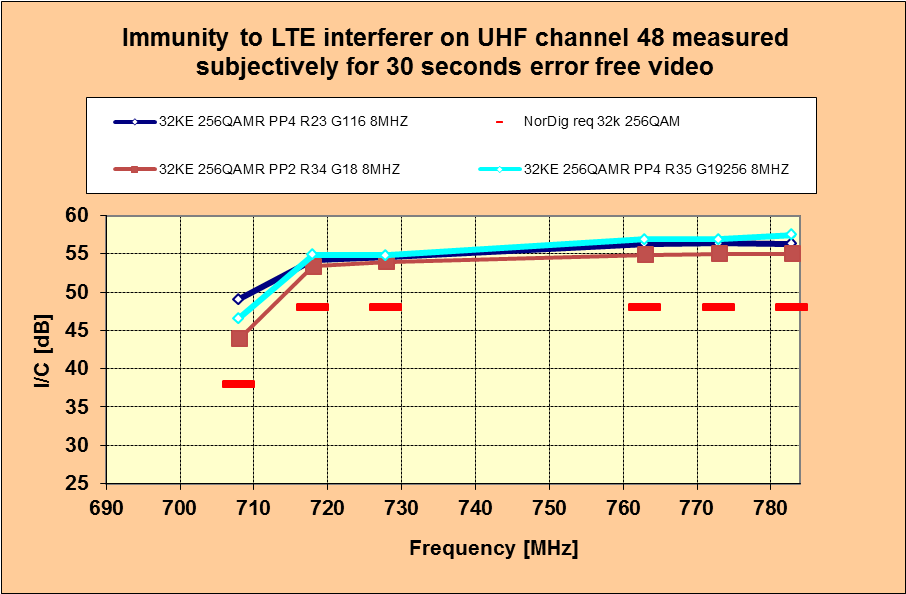 Immunity to LTE interferer on UHF channel 48 measured
subjectively for 30 seconds error free video
32KE 256QAMR PP4 R23 G116 8MHZ
NorDig req 32k 256QAM
32KE 256QAMR PP2 R34 G18 8MHZ
32KE 256QAMR PP4 R35 G19256 8MHZ
60
55
50
45
40
35
30
25
I/C [dB]
690 700 710 720 730 740 750 760 770 780
Frequency [MHz]